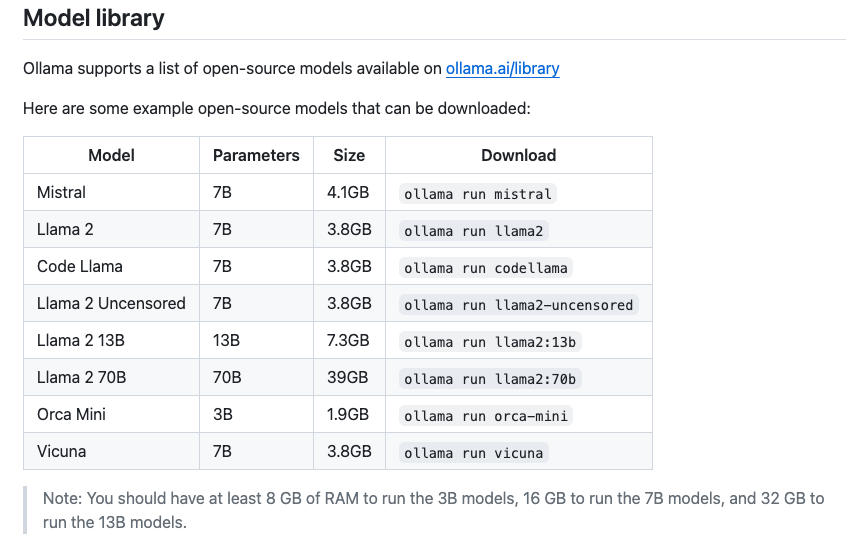 Model library
Ollama supports a list of open-source models available on ollama.ai/library
Here are some example open-source models that can be downloaded:
Model Parameters Size Download
Mistral 7B 4.1GB ollama run mistral
Llama 2 7B 3.8GB ollama run llama2
Code Llama 7B 3.8GB ollama run codellama
Llama 2 Uncensored 7B 3.8GB ollama run llama2-uncensored
Llama 2 13B 13B 7.3GB ollama run llama2:13b
Llama 2 70B 70B 39GB ollama run llama2:70b
Orca Mini 3B 1.9GB ollama run orca-mini
Vicuna 7B 3.8GB ollama run vicuna
Note: You should have at least 8 GB of RAM to run the 3B models, 16 GB to run the 7B models, and 32 GB to
run the 13B models.